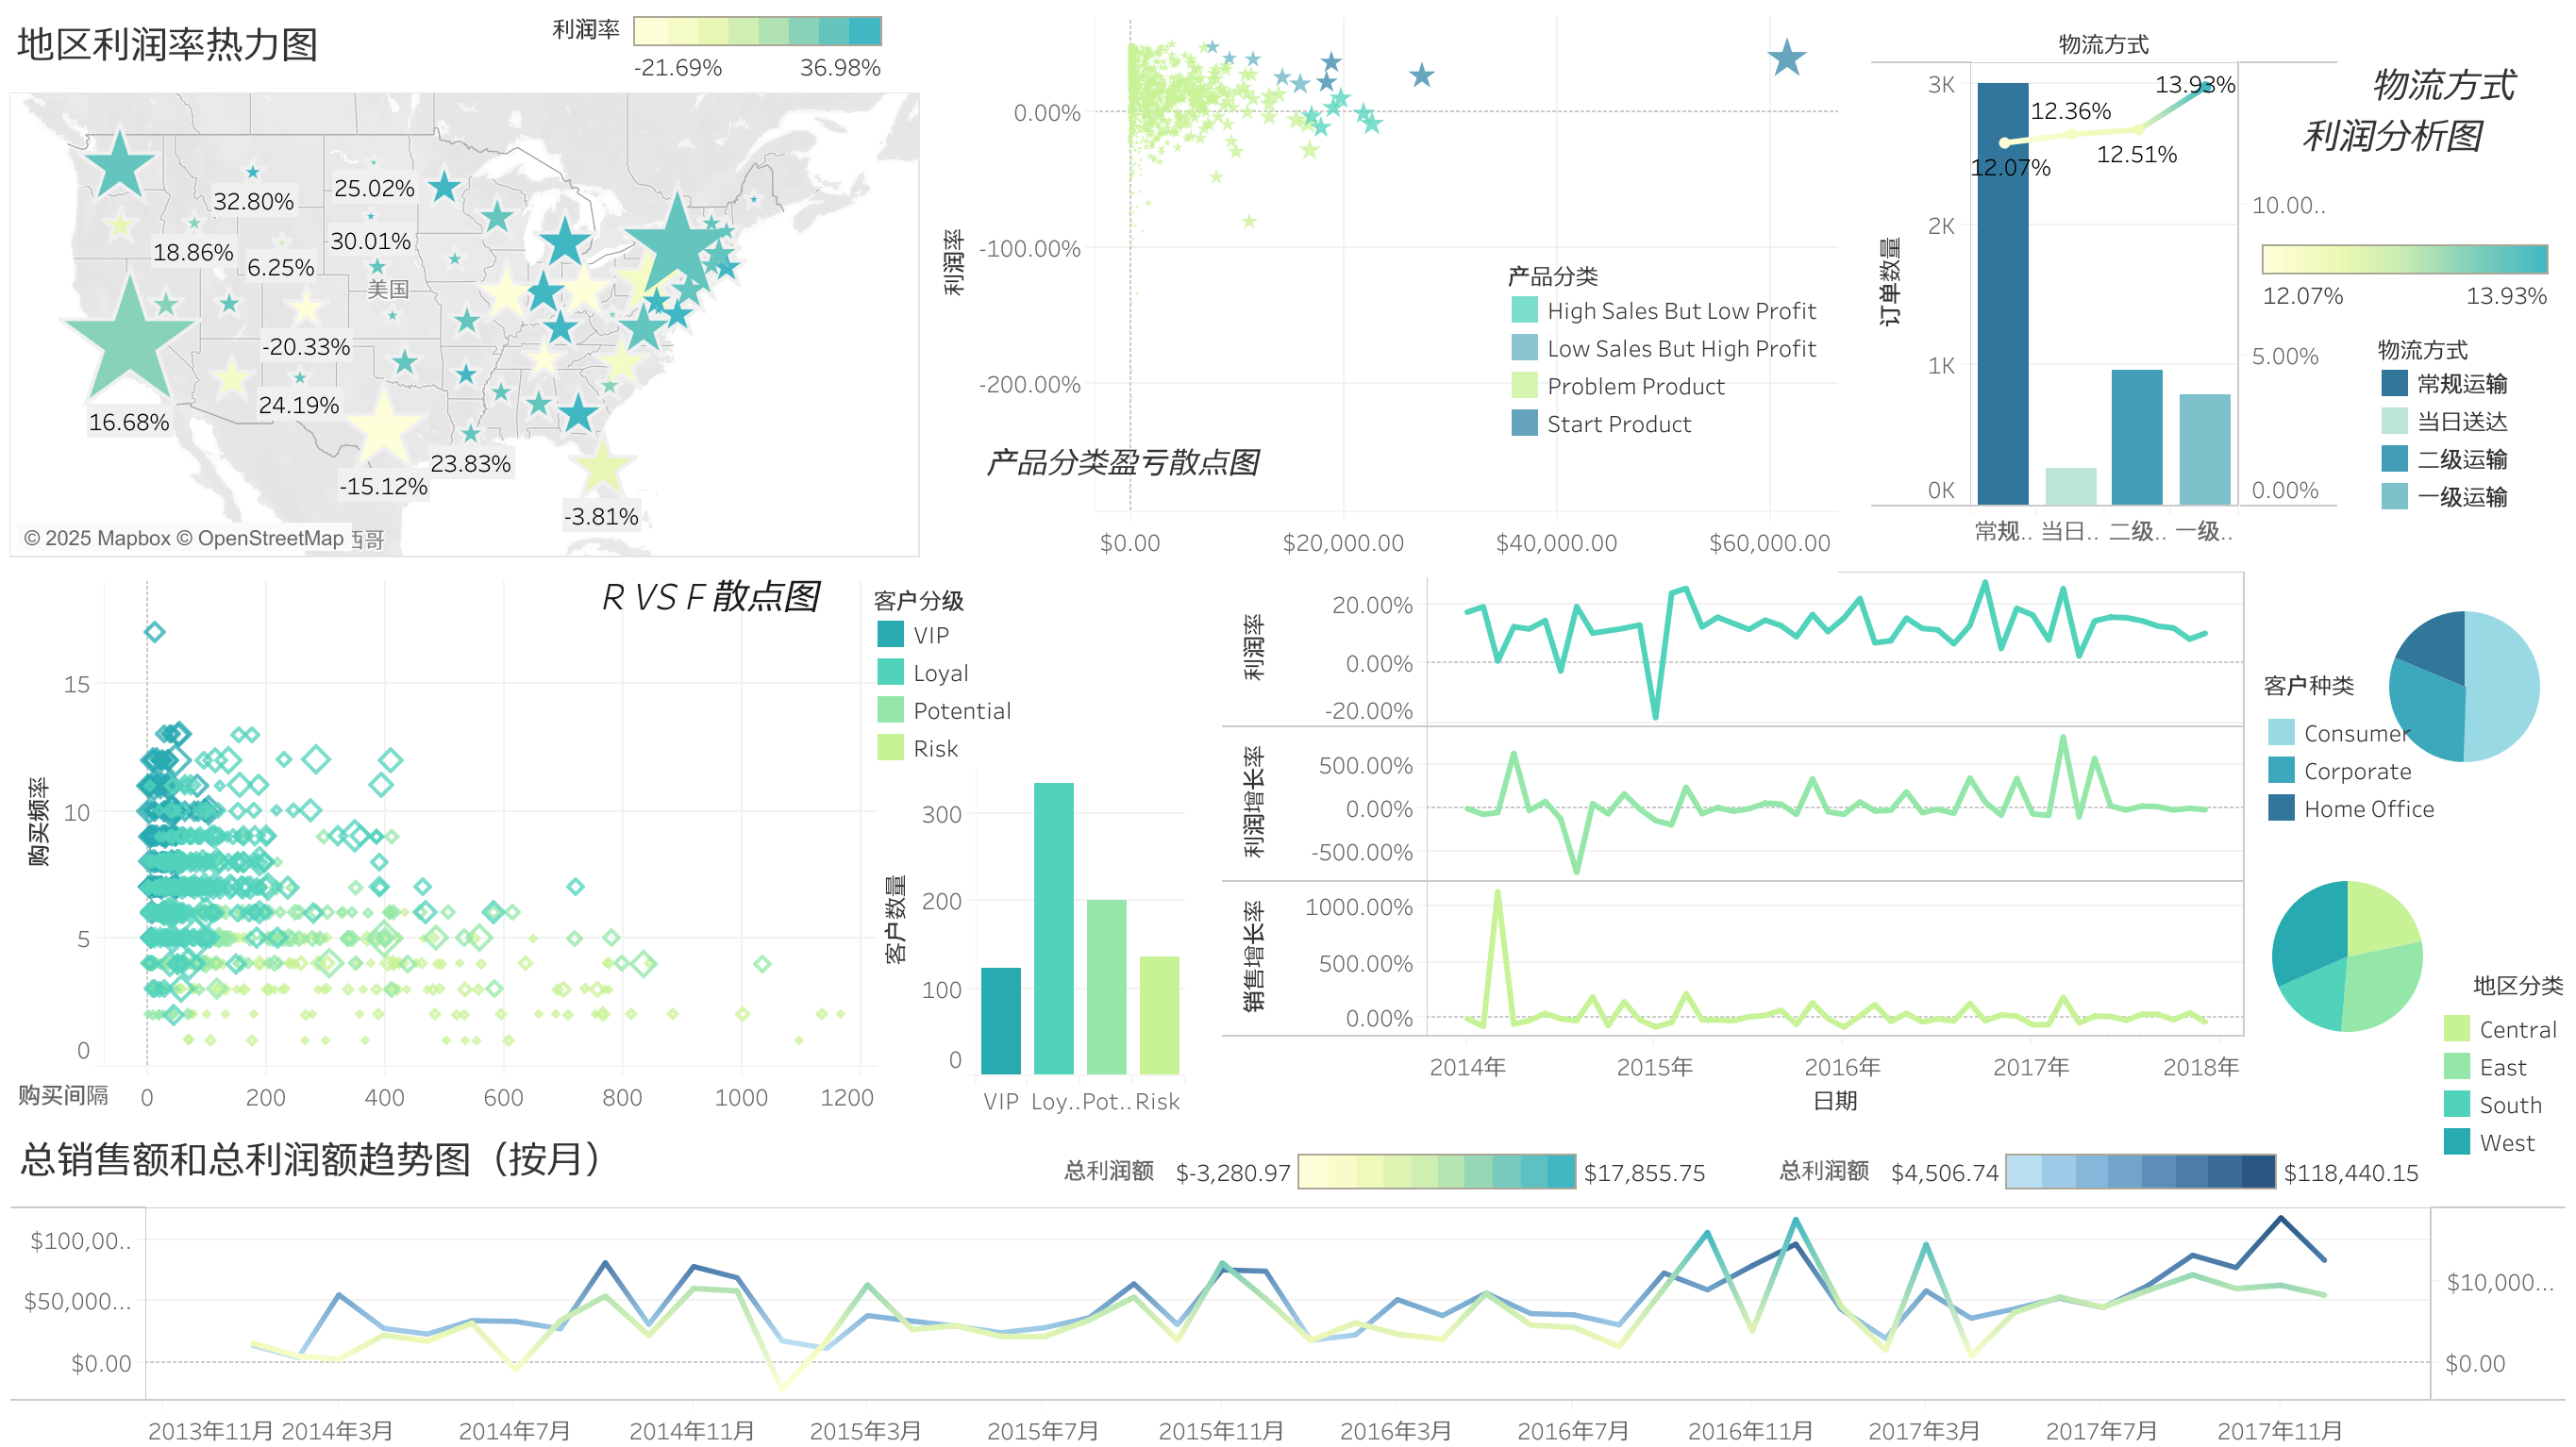 地区利润率热力图
利润率
-21.69%
36.98%
32.80%
25.02%
18.86%
6.25%
30.01%
美国
-20.33%
16.68%
24.19%
-15.12%
23.83%
-3.81%
© 2025 Mapbox © OpenStreetMap
西哥
利润率
0.00%
-100.00%
-200.00%
产品分类
High Sales But Low Profit
Low Sales But High Profit
Problem Product
Start Product
产品分类盈亏散点图
$0.00
$20,000.00
$40,000.00
$60,000.00
物流方式
物流方式
利润分析图
订单数量
3K
2K
1K
0K
12.07%
12.36%
12.51%
13.93%
10.00..
5.00%
0.00%
常规..
当日..
二级..
一级..
12.07%
13.93%
物流方式
常规运输
当日送达
二级运输
一级运输
R VS F 散点图
购买频率
15
10
5
0
购买间隔
0
200
400
600
800
1000
1200
客户分级
VIP
Loyal
Potential
Risk
客户数量
300
200
100
0
VIP
Loy..
Pot..
Risk
利润率
20.00%
0.00%
-20.00%
利润增长率
500.00%
0.00%
-500.00%
销售增长率
1000.00%
500.00%
0.00%
2014年
2015年
2016年
2017年
2018年
日期
客户种类
Consumer
Corporate
Home Office
地区分类
Central
East
South
West
总销售额和总利润额趋势图（按月）
总利润额
$-3,280.97
$17,855.75
总利润额
$4,506.74
$118,440.15
$100,00..
$50,000...
$0.00
$10,000...
$0.00
2013年11月
2014年3月
2014年7月
2014年11月
2015年3月
2015年7月
2015年11月
2016年3月
2016年7月
2016年11月
2017年3月
2017年7月
2017年11月